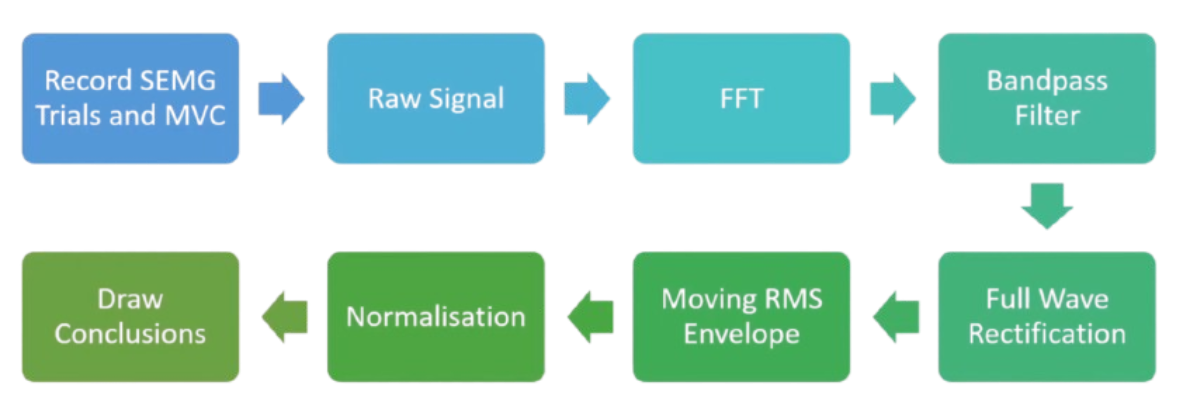 Record SEMG
Trials and MVC
Raw Signal
FFT
Bandpass
Filter
Full Wave
Rectification
Moving RMS
Envelope
Normalisation
Draw
Conclusions